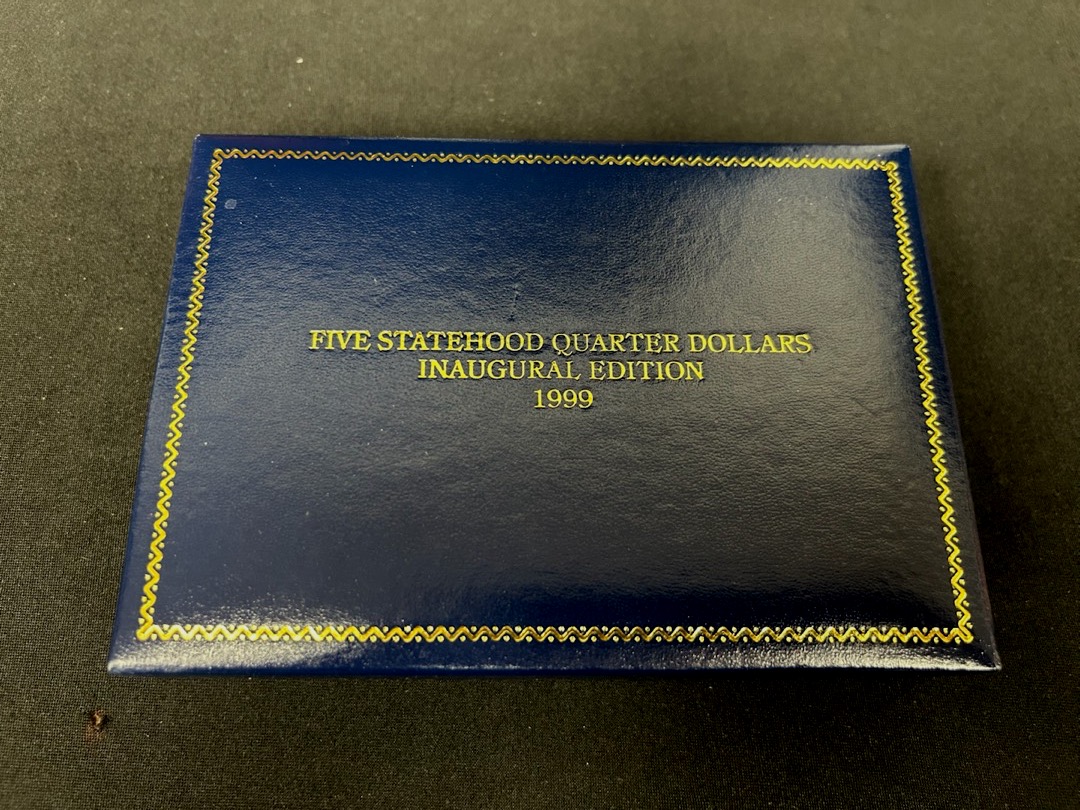 FIVE STATEHOOD QUARTER DOLLARS
INAUGURAL EDITION
1999